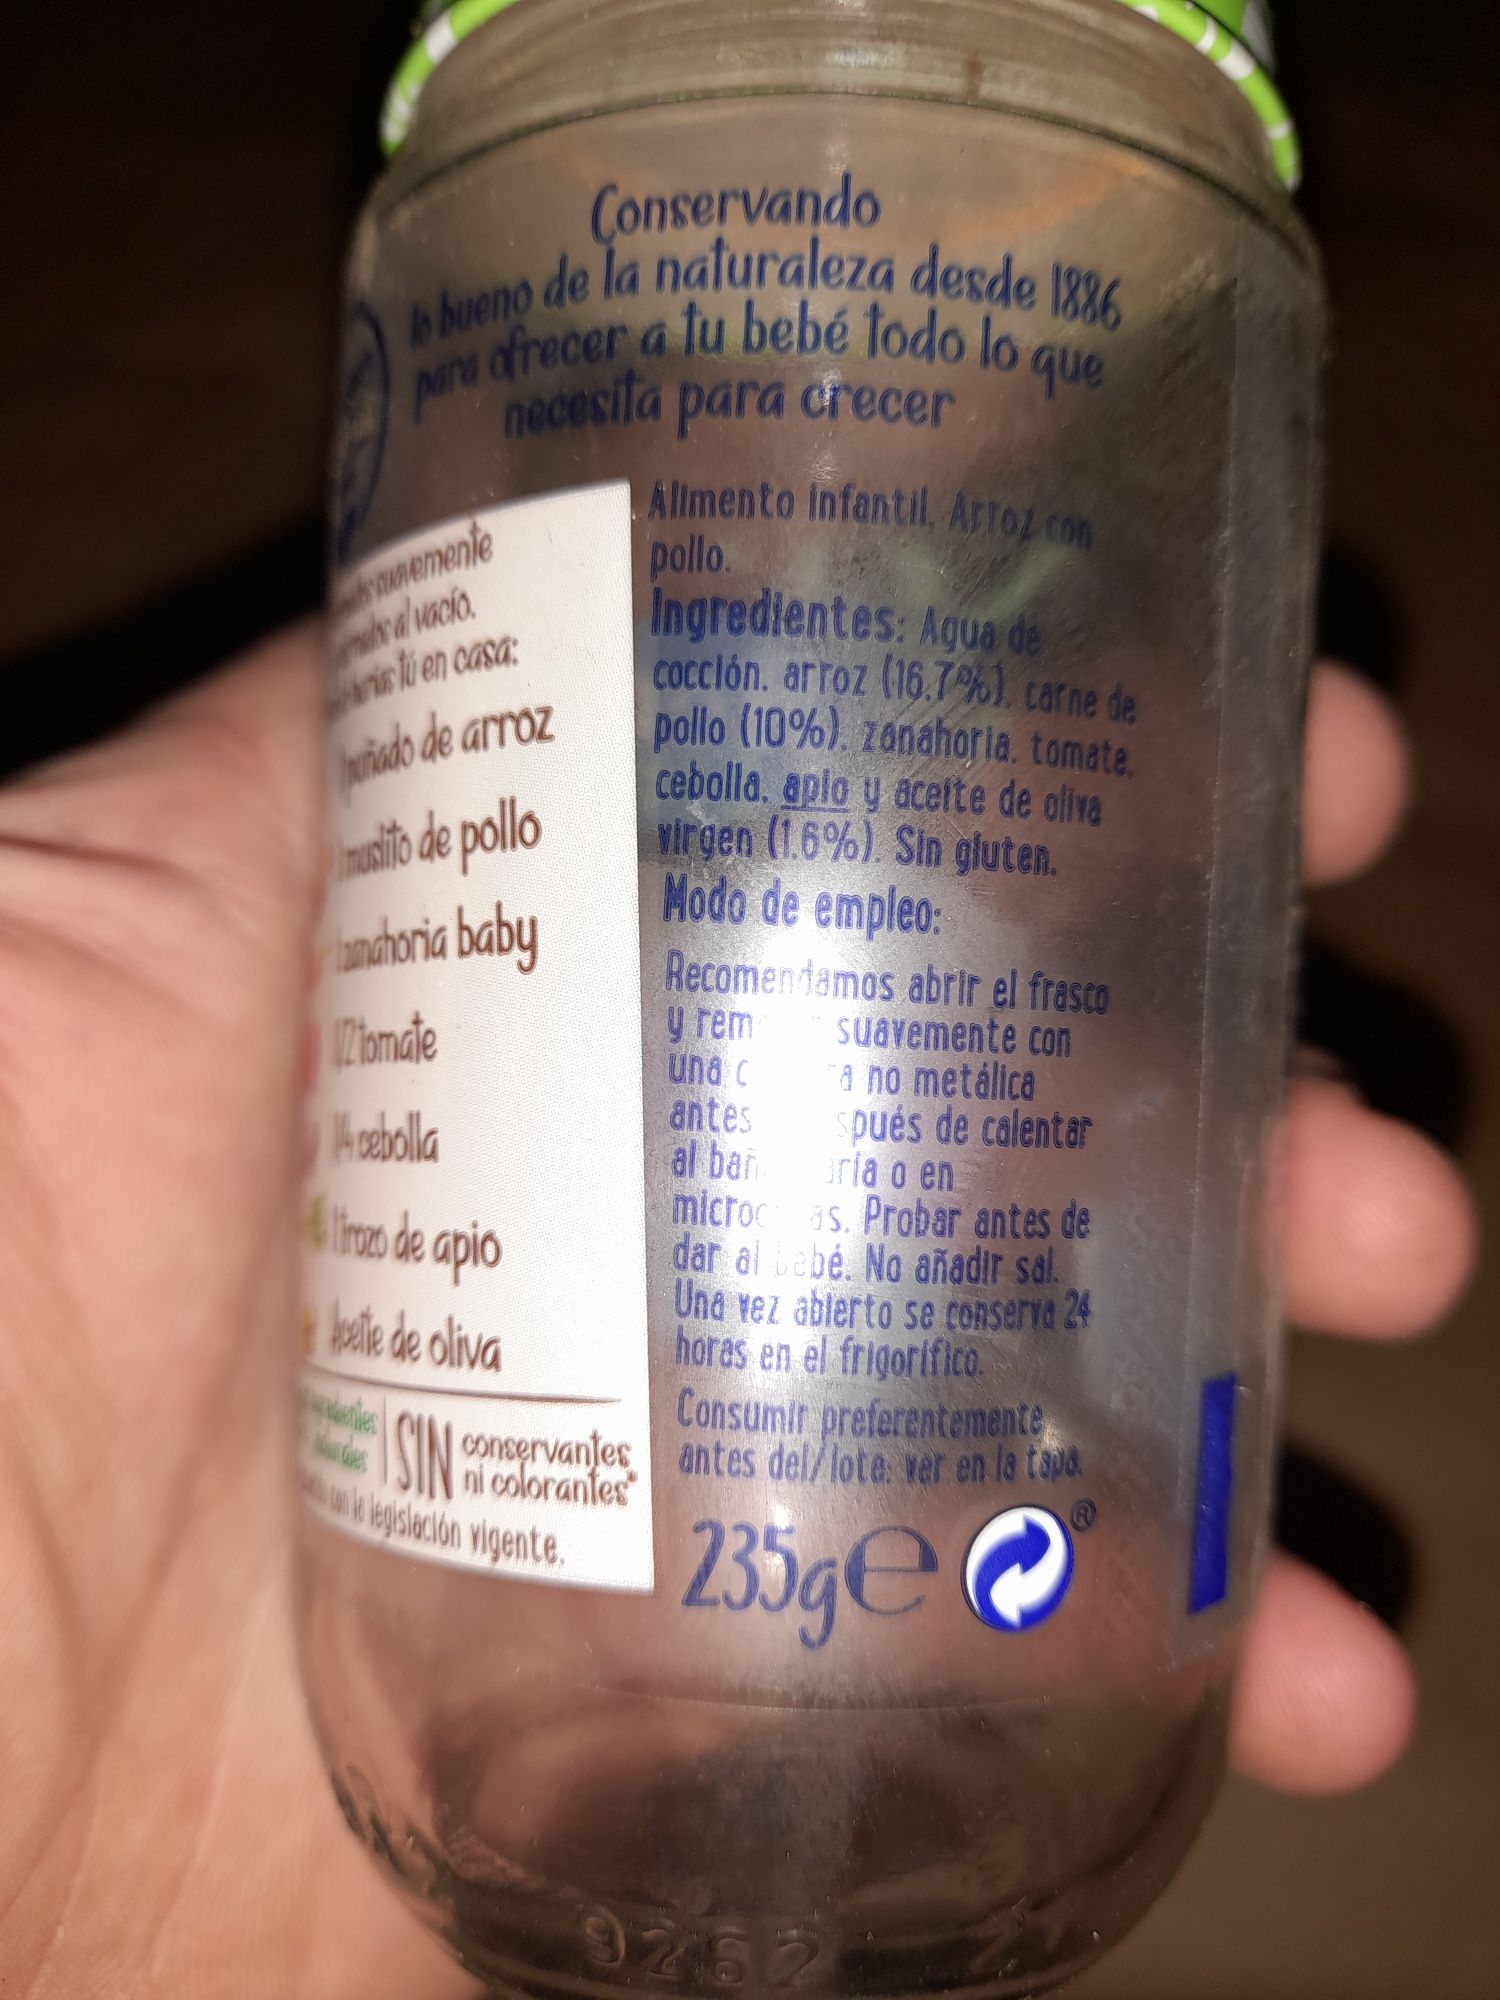 Conservando
lo bueno de la naturaleza desde 1886
para ofrecer a tu bebé todo lo que
necesita para crecer
suavemente
al vacío.
tú en casa:
puñado de arroz
muslito de pollo
zanahoria baby
1/2 tomate
1/4 cebolla
1 trozo de apio
Aceite de oliva
SIN conservantes
ni colorantes*
con la legislación vigente.
Alimento infantil. Arroz con
pollo.
Ingredientes: Agua de
cocción, arroz (16,7%), carne de
pollo (10%), zanahoria, tomate,
cebolla, apio y aceite de oliva
virgen (1,6%). Sin gluten.
Modo de empleo:
Recomendamos abrir el frasco
y suavemente con
una no metálica
antes de calentar
al o en
Probar antes de
dar al bebé. No añadir sal.
Una vez abierto se conserva 24
horas en el frigorífico.
Consumir preferentemente
antes del/lote: ver en la tapa.
235g e ®
9262